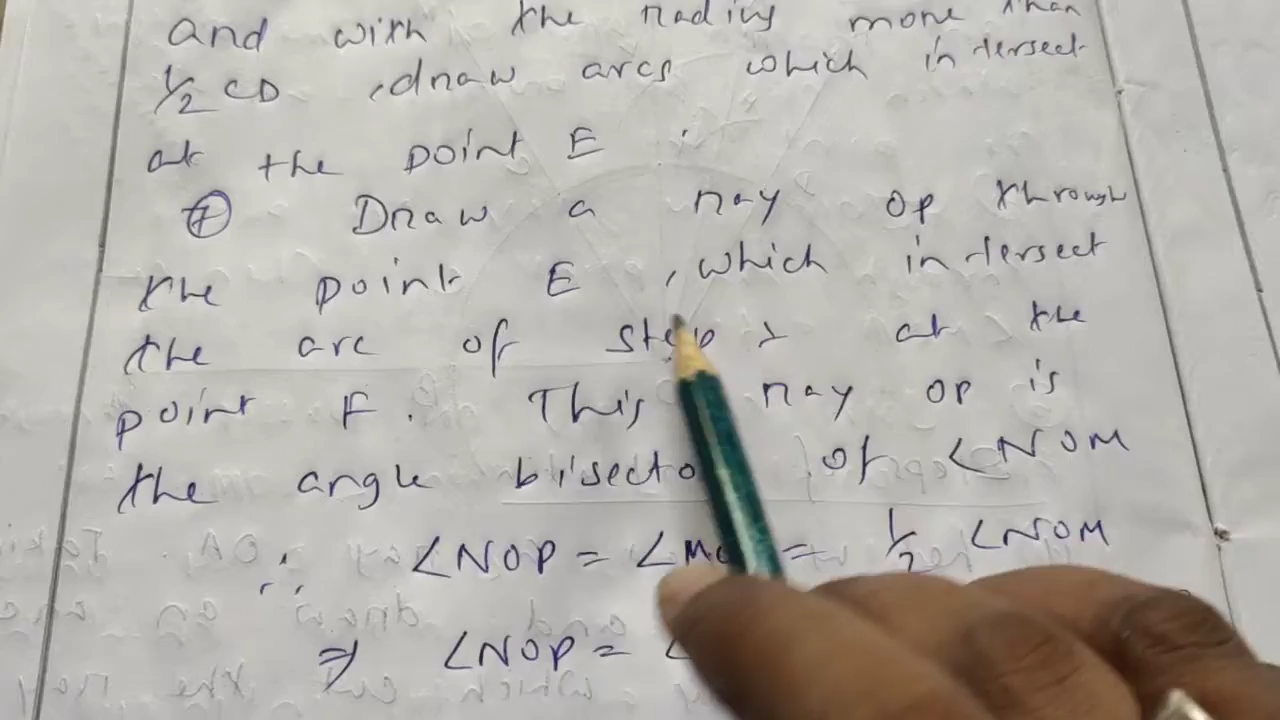 and with the radius more than
1/2 CD , draw arcs which intersect
at the point E .
⑦ Draw a ray OP through
the point E , which intersect
the arc of step 2 at the
point F . This ray OP is
the angle bisector of ∠NOM
∴ ∠NOP = = 1/2 ∠NOM
⇒ ∠NOP =